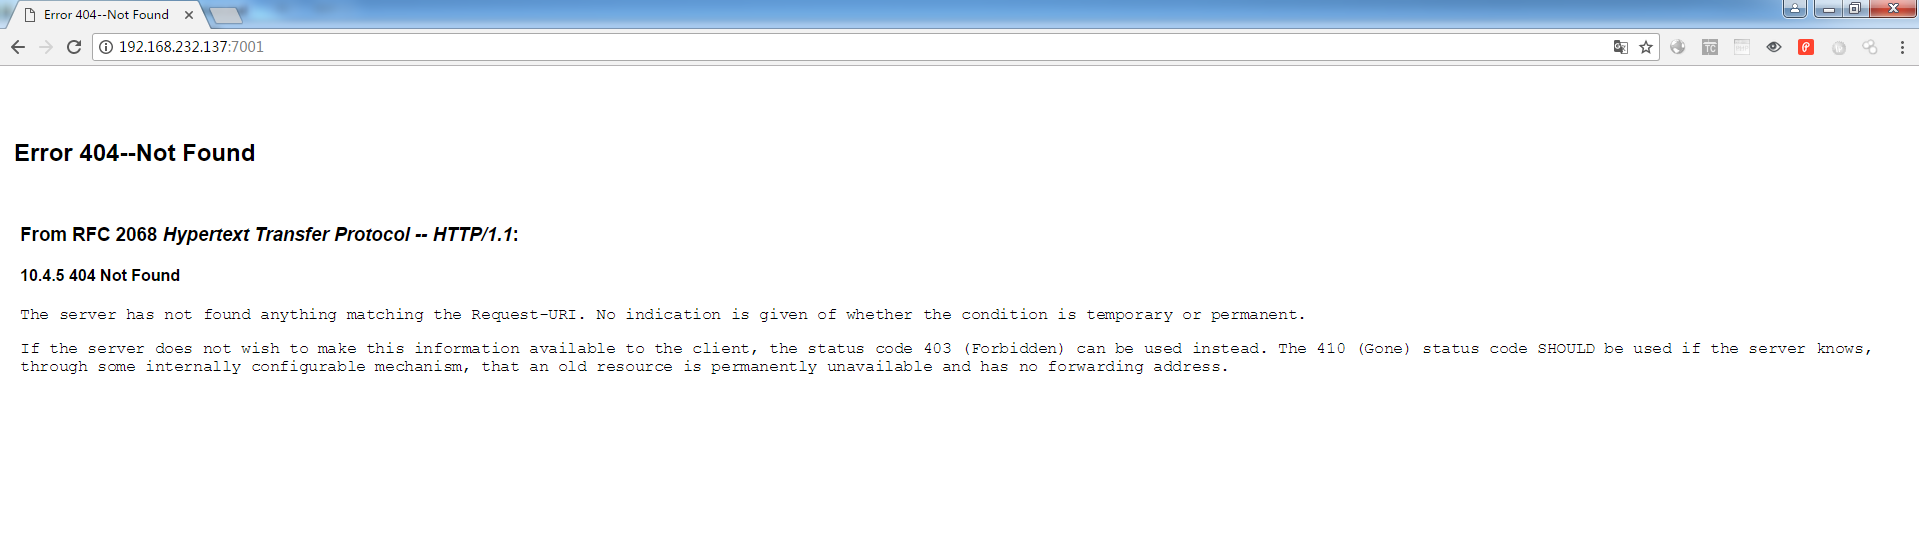 Error 404--Not Found
192.168.232.137:7001
TC
Error 404--Not Found
From RFC 2068 Hypertext Transfer Protocol -- HTTP/1.1:
10.4.5 404 Not Found
The server has not found anything matching the Request-URI. No indication is given of whether the condition is temporary or permanent.
If the server does not wish to make this information available to the client, the status code 403 (Forbidden) can be used instead. The 410 (Gone) status code SHOULD be used if the server knows,
through some internally configurable mechanism, that an old resource is permanently unavailable and has no forwarding address.